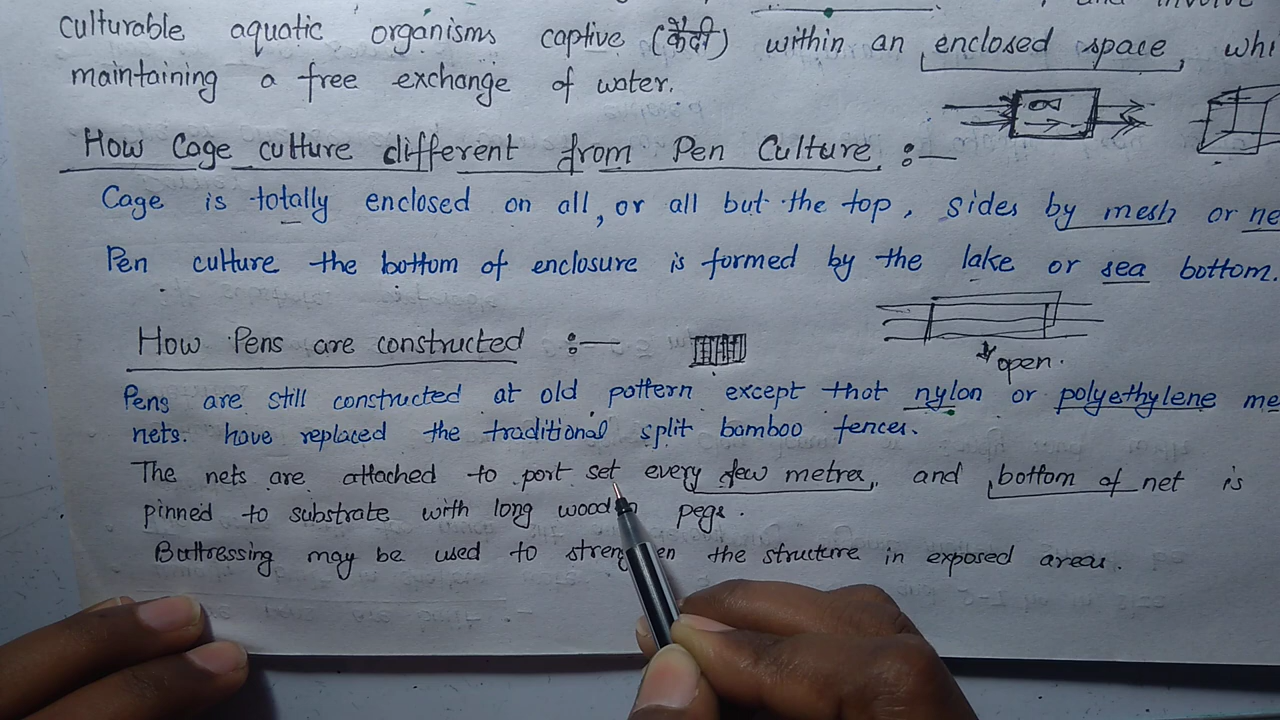 culturable aquatic organisms captive (कैदी) within an enclosed space, whi
maintaining a free exchange of water.
How Cage culture different from Pen Culture :—
Cage is totally enclosed on all, or all but the top, sides by mesh or ne
Pen culture the bottom of enclosure is formed by the lake or sea bottom.
How Pens are constructed :—
open.
Pens are still constructed at old pattern except that nylon or polyethylene me
nets. have replaced the traditional split bamboo fences.
The nets are attached to port set every few metres, and bottom of net is
pinned to substrate with long wooden pegs.
Buttressing may be used to strengthen the structure in exposed areas.